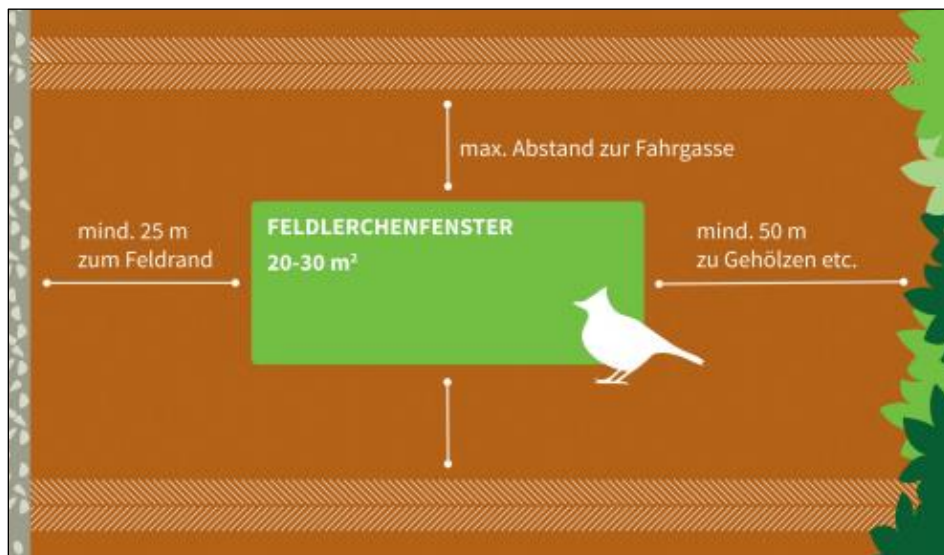 max. Abstand zur Fahrgasse
mind. 25 m
zum Feldrand
FELDLERCHENFENSTER
20-30 m²
mind. 50 m
zu Gehölzen etc.